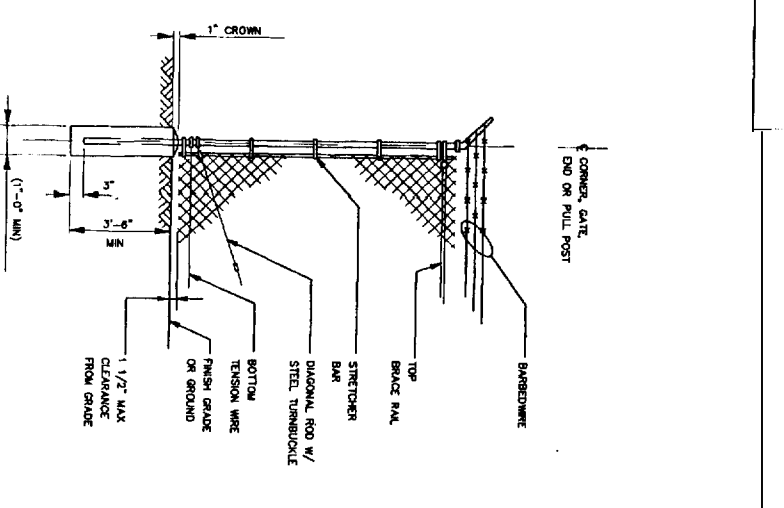 1" CROWN
℄ CORNER, GATE,
END OR PULL POST
BARBEDWIRE
TOP
BRACE RAIL
STRETCHER
BAR
DIAGONAL ROD W/
STEEL TURNBUCKLE
BOTTOM
TENSION WIRE
FINISH GRADE
OR GROUND
1 1/2" MAX
CLEARANCE
FROM GRADE
3"
3'-6"
MIN
(1'-0" MIN)